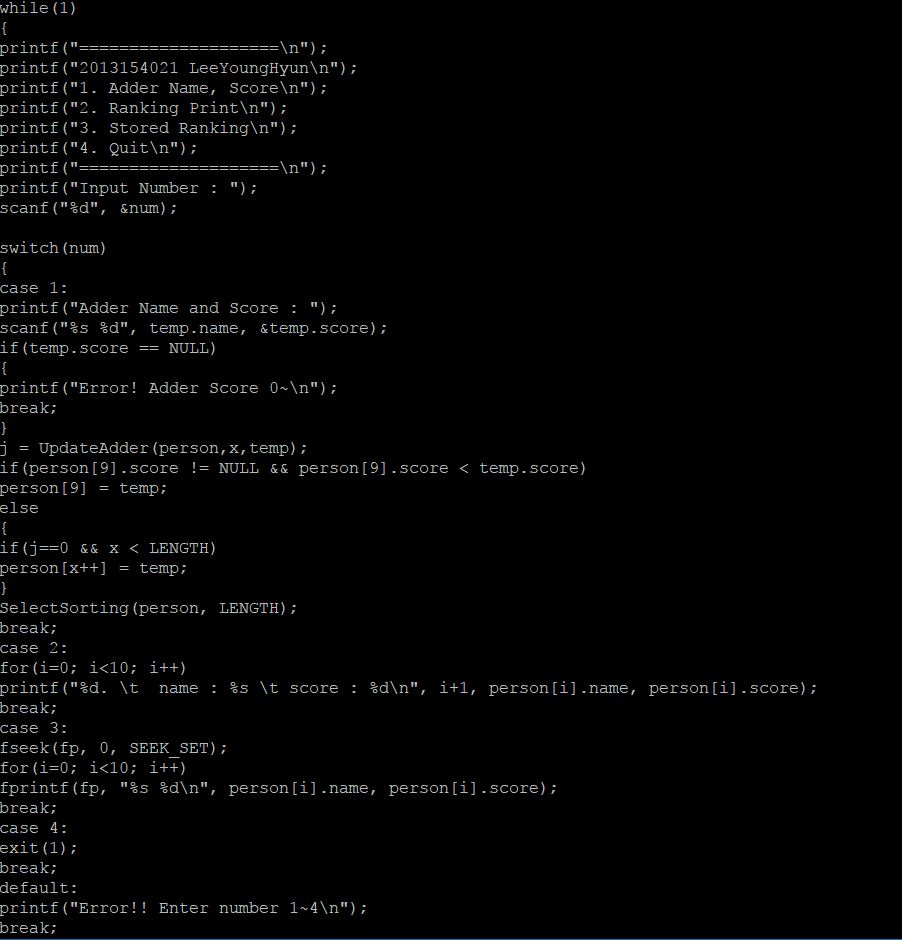 while(1)
{
printf("====================\n");
printf("2013154021 LeeYoungHyun\n");
printf("1. Adder Name, Score\n");
printf("2. Ranking Print\n");
printf("3. Stored Ranking\n");
printf("4. Quit\n");
printf("====================\n");
printf("Input Number : ");
scanf("%d", &num);

switch(num)
{
case 1:
printf("Adder Name and Score : ");
scanf("%s %d", temp.name, &temp.score);
if(temp.score == NULL)
{
printf("Error! Adder Score 0~\n");
break;
}
j = UpdateAdder(person,x,temp);
if(person[9].score != NULL && person[9].score < temp.score)
person[9] = temp;
else
{
if(j==0 && x < LENGTH)
person[x++] = temp;
}
SelectSorting(person, LENGTH);
break;
case 2:
for(i=0; i<10; i++)
printf("%d. \t  name : %s \t score : %d\n", i+1, person[i].name, person[i].score);
break;
case 3:
fseek(fp, 0, SEEK_SET);
for(i=0; i<10; i++)
fprintf(fp, "%s %d\n", person[i].name, person[i].score);
break;
case 4:
exit(1);
break;
default:
printf("Error!! Enter number 1~4\n");
break;